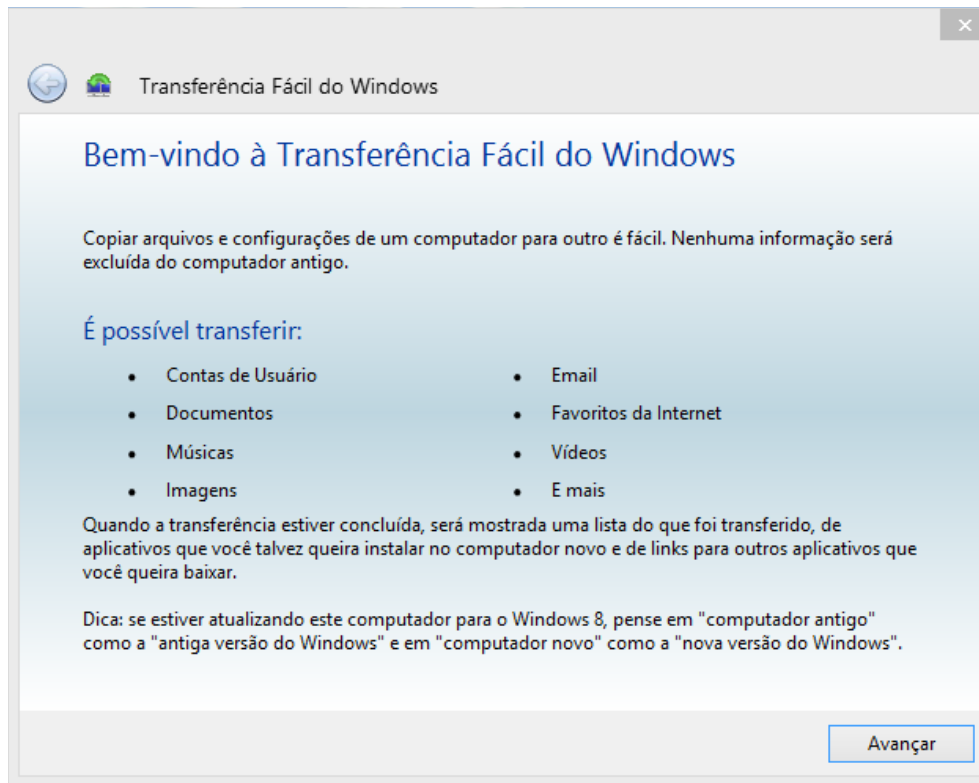 Transferência Fácil do Windows
Bem-vindo à Transferência Fácil do Windows
Copiar arquivos e configurações de um computador para outro é fácil. Nenhuma informação será
excluída do computador antigo.
É possível transferir:
• Contas de Usuário
• Documentos
• Músicas
• Imagens
• Email
• Favoritos da Internet
• Vídeos
• E mais
Quando a transferência estiver concluída, será mostrada uma lista do que foi transferido, de
aplicativos que você talvez queira instalar no computador novo e de links para outros aplicativos que
você queira baixar.
Dica: se estiver atualizando este computador para o Windows 8, pense em "computador antigo"
como a "antiga versão do Windows" e em "computador novo" como a "nova versão do Windows".
Avançar